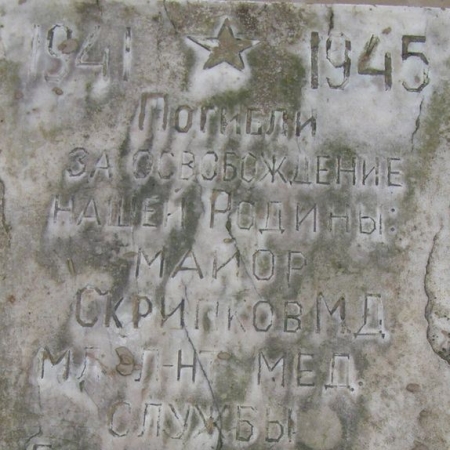 1941 1945
Погибли
за освобождение
нашей Родины:
майор
Скрипков М.Д
мл л-нт мед.
службы